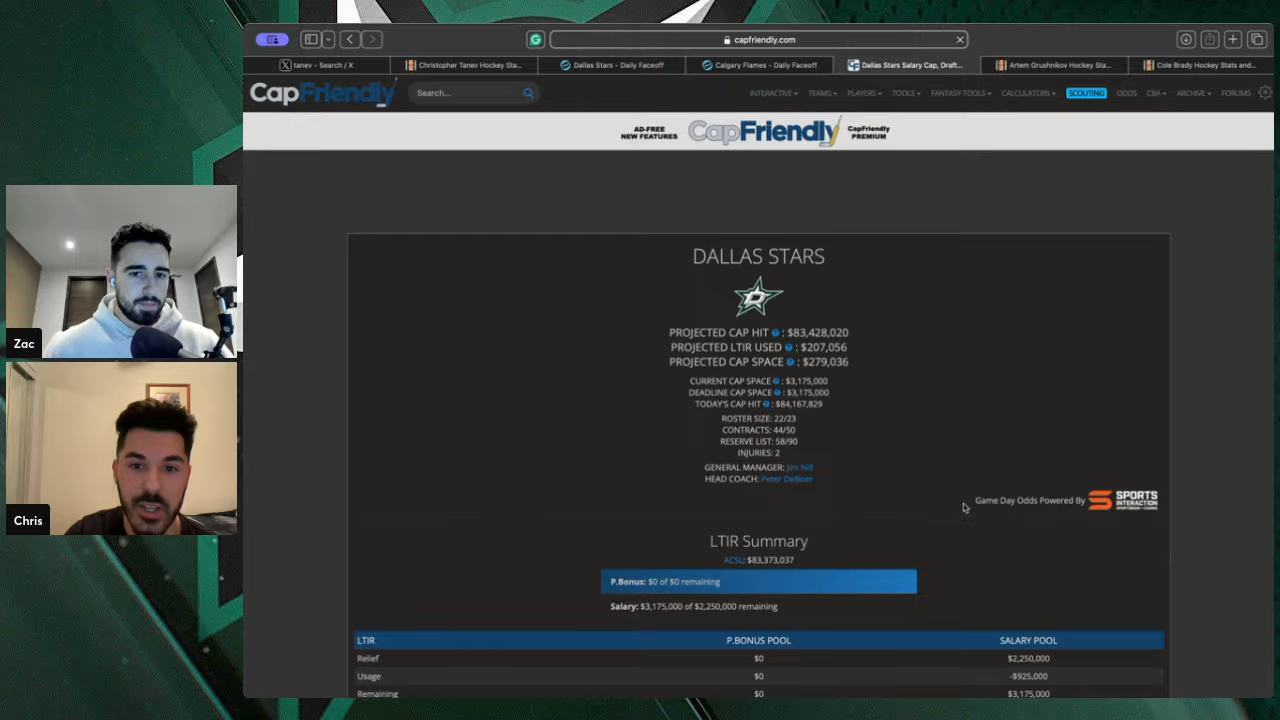 capfriendly.com
tanev - Search / X
Christopher Tanev Hockey Sta...
Dallas Stars – Daily Faceoff
Calgary Flames – Daily Faceoff
Dallas Stars Salary Cap, Draft...
Artem Grushnikov Hockey Sta...
Cole Brady Hockey Stats and...
CapFriendly
Search...
INTERACTIVE
TEAMS
PLAYERS
TOOLS
FANTASY-TOOLS
CALCULATORS
SCOUTING
ODDS
CBA
ARCHIVE
FORUMS
AD-FREE
NEW FEATURES
CapFriendly
CapFriendly
PREMIUM
DALLAS STARS
PROJECTED CAP HIT : $83,428,020
PROJECTED LTIR USED : $207,056
PROJECTED CAP SPACE : $279,036
CURRENT CAP SPACE : $3,175,000
DEADLINE CAP SPACE : $3,175,000
TODAY'S CAP HIT : $84,167,829
ROSTER SIZE: 22/23
CONTRACTS: 44/50
RESERVE LIST: 58/90
INJURIES: 2
GENERAL MANAGER: Jim Nill
HEAD COACH: Peter DeBoer
Game Day Odds Powered By
SPORTS
INTERACTION
LTIR Summary
ACSL: $83,373,037
P.Bonus: $0 of $0 remaining
Salary: $3,175,000 of $2,250,000 remaining
LTIR P.BONUS POOL SALARY POOL
Relief $0 $2,250,000
Usage $0 -$925,000
Remaining $0 $3,175,000
Zac
Chris